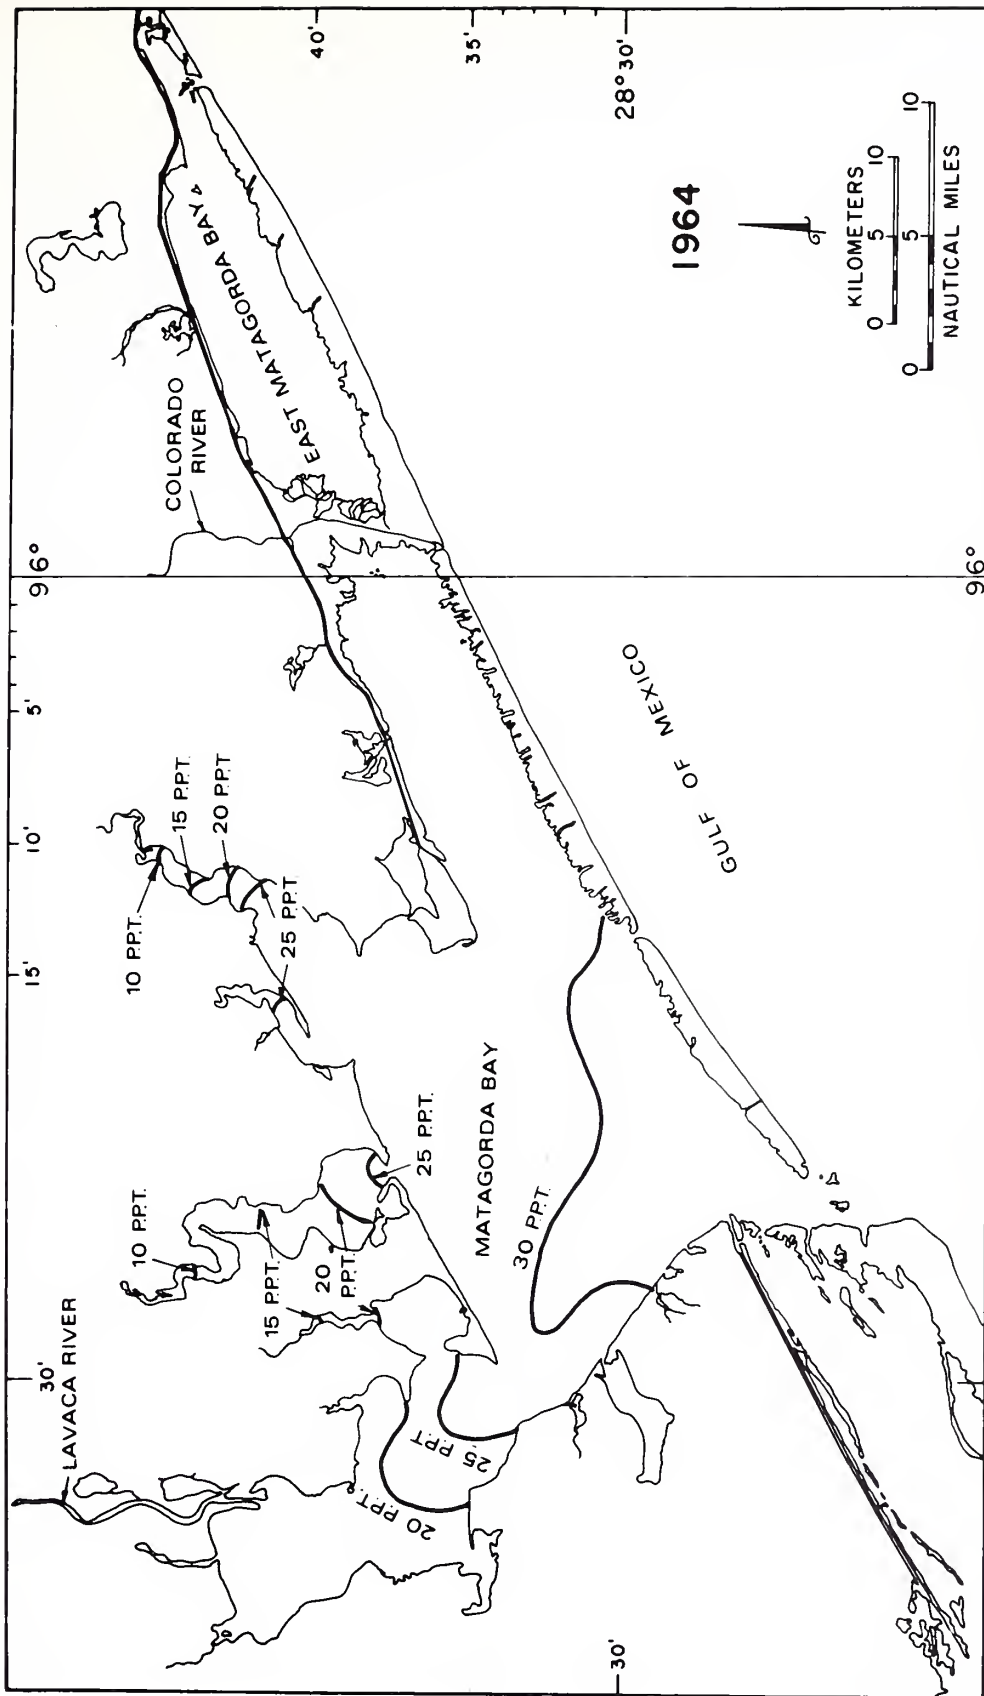 30'
15'
10'
5'
96°
LAVACA RIVER
10 P.P.T.
15 P.P.T.
20
P.P.T.
10 P.P.T.
15 P.P.T.
20 P.P.T
25 P.P.T.
25 P.P.T.
COLORADO
RIVER
EAST MATAGORDA BAY
40'
35'
28°30'
20 P.P.T.
25 P.P.T
MATAGORDA BAY
30 P.P.T.
GULF OF MEXICO
1964
KILOMETERS
0 5 10
0 5 10
NAUTICAL MILES
30'
96°